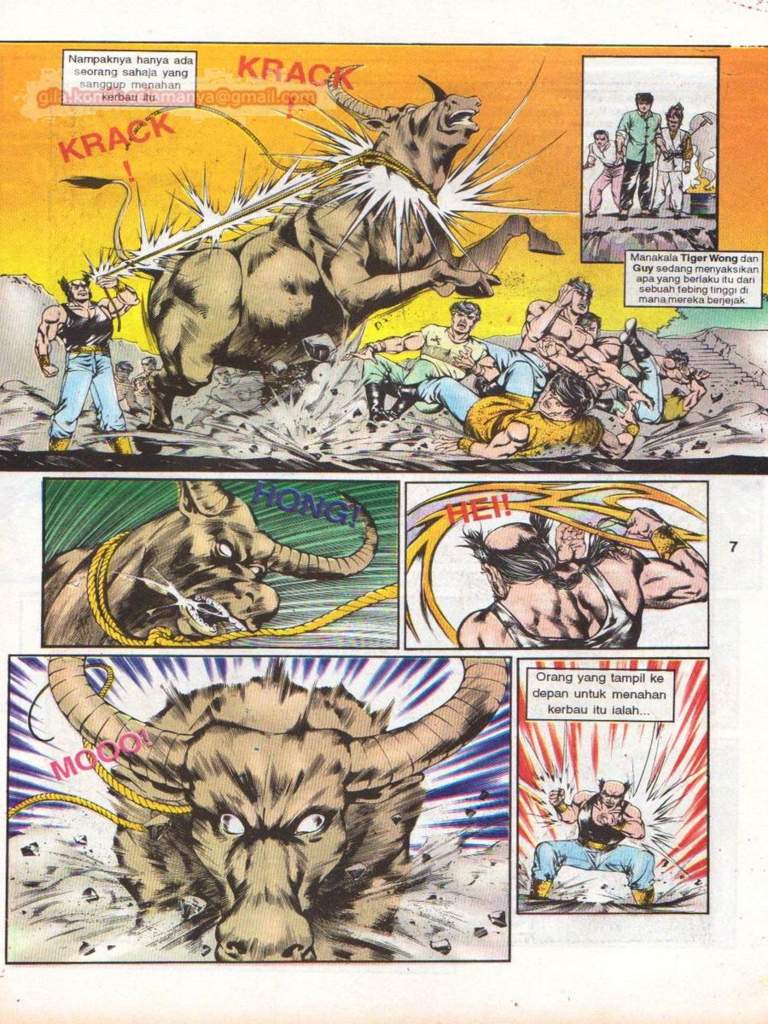 Nampaknya hanya ada
seorang sahaja yang
sanggup menahan
kerbau itu.
KRACK
!
KRACK
!
Manakala Tiger Wong dan
Guy sedang menyaksikan
apa yang berlaku itu dari
sebuah tebing tinggi di
mana mereka berjejak.
HONG!
HEI!
7
MOOO!
Orang yang tampil ke
depan untuk menahan
kerbau itu ialah...